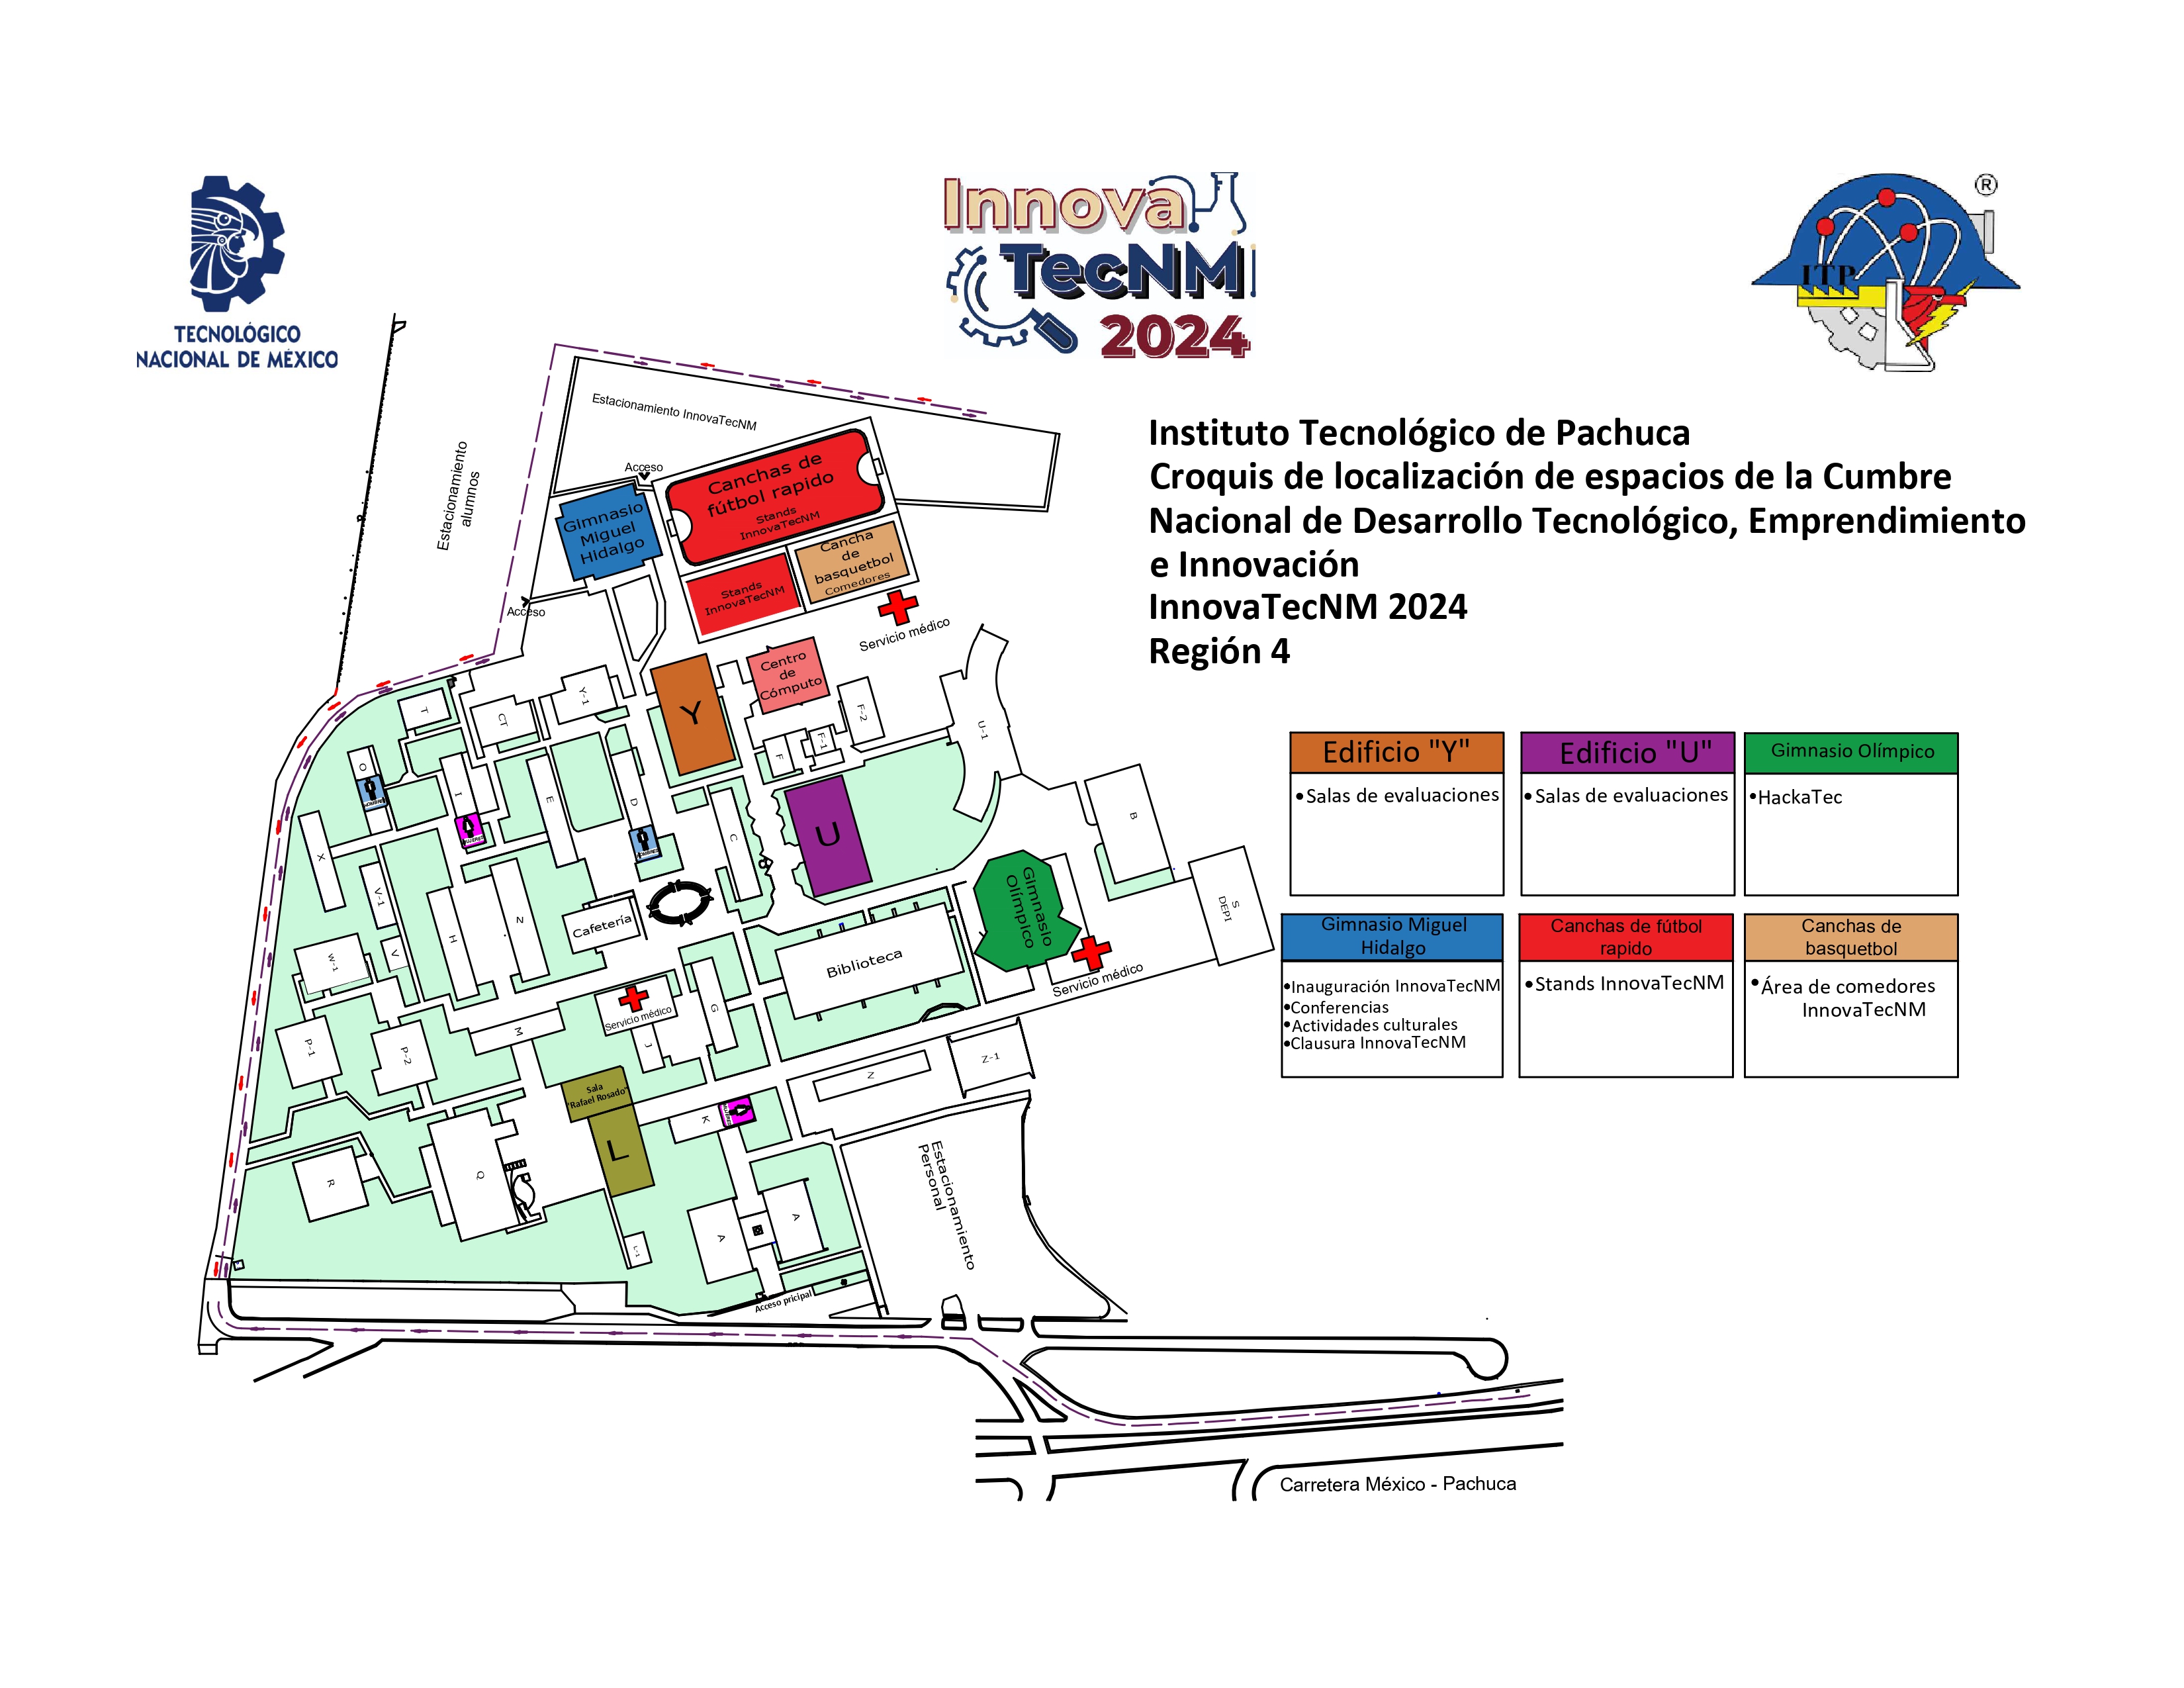 TECNOLÓGICO
NACIONAL DE MÉXICO
Innova
TecNM
2024
®
ITP
Instituto Tecnológico de Pachuca
Croquis de localización de espacios de la Cumbre
Nacional de Desarrollo Tecnológico, Emprendimiento
e Innovación
InnovaTecNM 2024
Región 4
Estacionamiento InnovaTecNM
Estacionamiento
alumnos
Acceso
Canchas de
fútbol rapido
Stands
InnovaTecNM
Gimnasio
Miguel
Hidalgo
Cancha
de
basquetbol
Comedores
Stands
InnovaTecNM
Acceso
Servicio médico
Centro
de
Cómputo
Y
Y-1
CT
T
F-2
F-1
F
U-1
O
I
E
D
C
U
B
X
V-1
V
H
N
Cafetería
Gimnasio
Olímpico
S
DEPI
Biblioteca
Servicio médico
W-1
P-1
P-2
M
Servicio médico
J
G
Z
Z-1
Sala
"Rafael Rosado"
L
K
R
Q
L-1
A
A
Estacionamiento
Personal
Acceso pricipal
Carretera México - Pachuca
Edificio "Y"
•Salas de evaluaciones
Edificio "U"
•Salas de evaluaciones
Gimnasio Olímpico
•HackaTec
Gimnasio Miguel
Hidalgo
•Inauguración InnovaTecNM
•Conferencias
•Actividades culturales
•Clausura InnovaTecNM
Canchas de fútbol
rapido
•Stands InnovaTecNM
Canchas de
basquetbol
•Área de comedores
InnovaTecNM